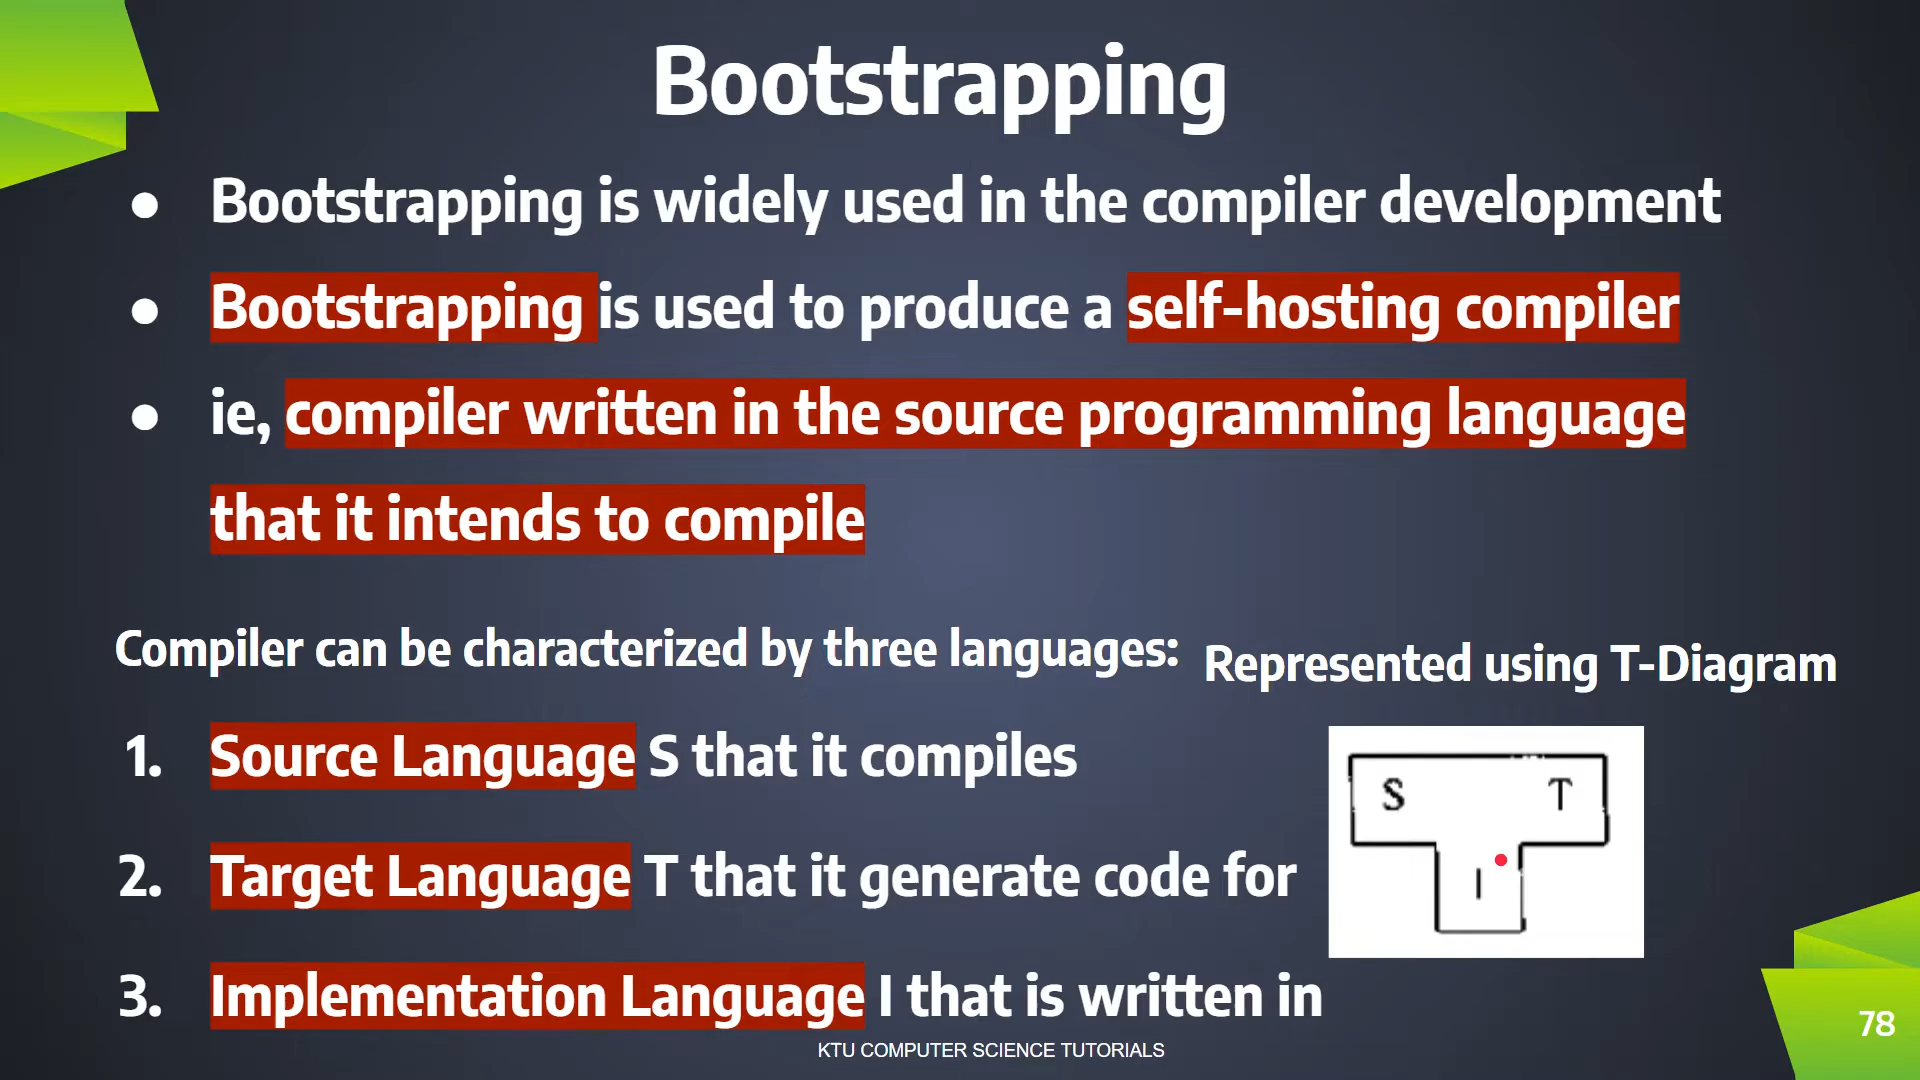 Bootstrapping
● Bootstrapping is widely used in the compiler development
● Bootstrapping is used to produce a self-hosting compiler
● ie, compiler written in the source programming language
that it intends to compile
Compiler can be characterized by three languages:
Represented using T-Diagram
1. Source Language S that it compiles
2. Target Language T that it generate code for
3. Implementation Language I that is written in
S T
I
KTU COMPUTER SCIENCE TUTORIALS
78